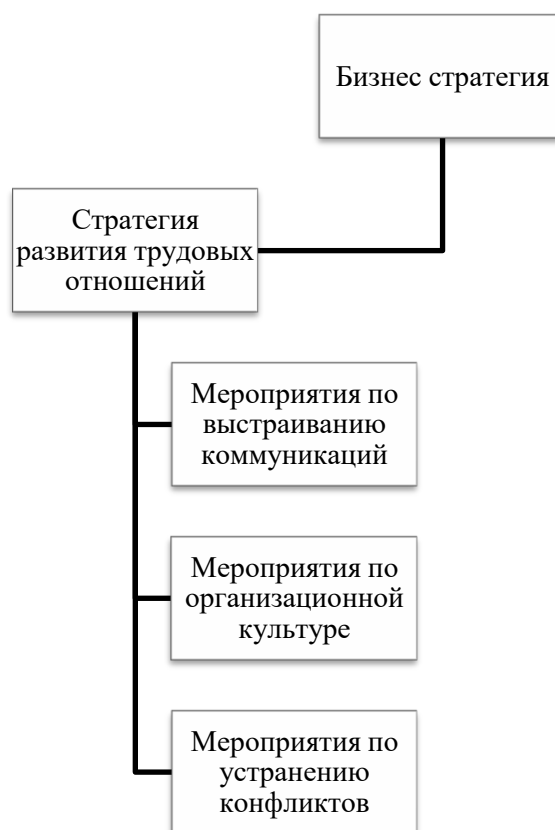 Бизнес стратегия
Стратегия
развития трудовых
отношений
Мероприятия по
выстраиванию
коммуникаций
Мероприятия по
организационной
культуре
Мероприятия по
устранению
конфликтов